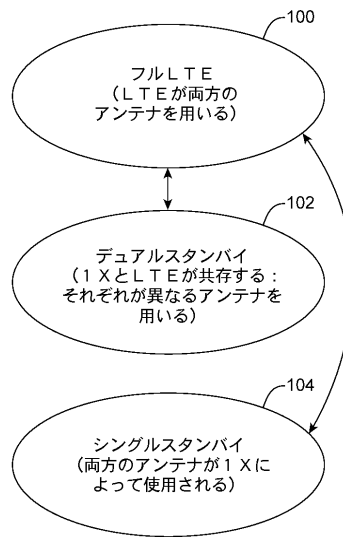 100
フルLTE
(LTEが両方の
アンテナを用いる)
102
デュアルスタンバイ
(1XとLTEが共存する:
それぞれが異なるアンテナを
用いる)
104
シングルスタンバイ
(両方のアンテナが1Xに
よって使用される)